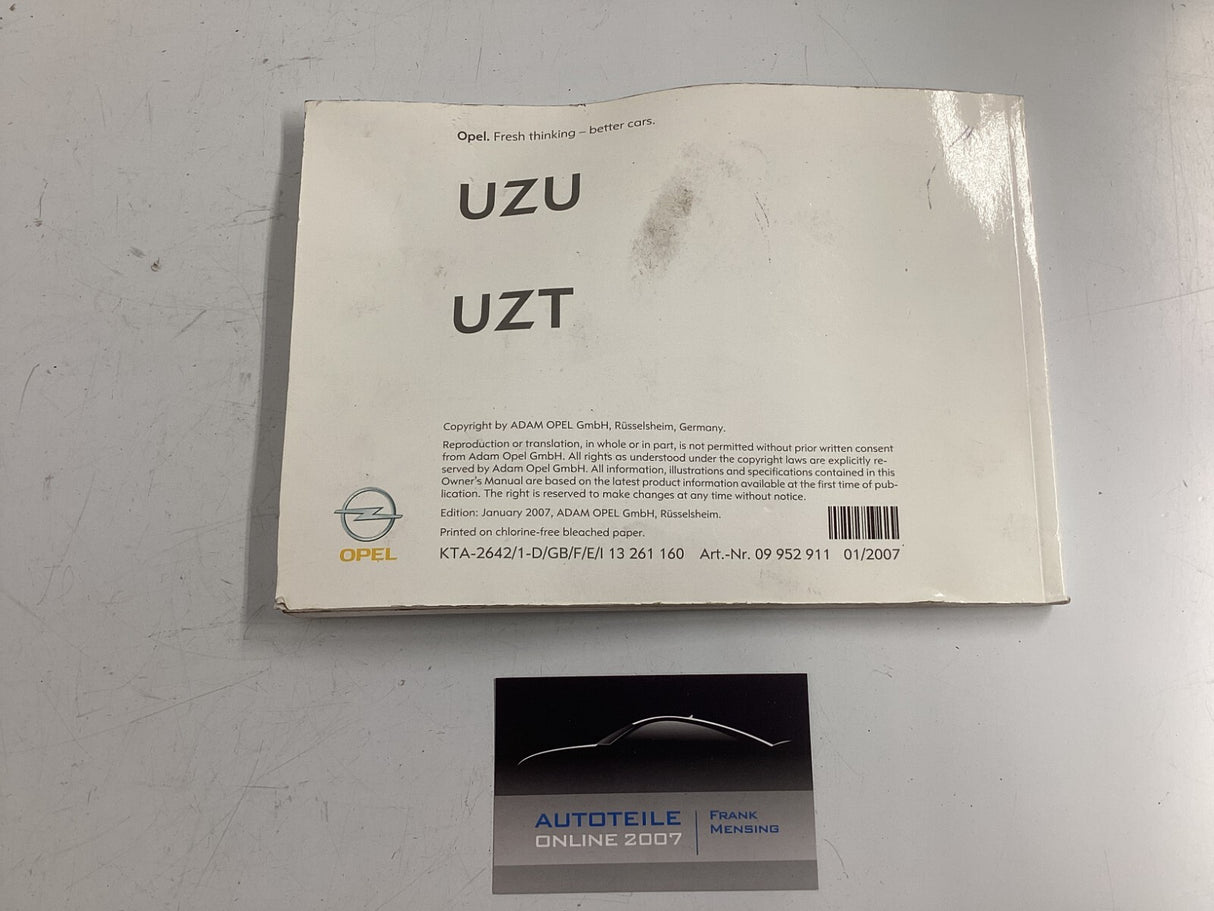 Opel. Fresh thinking – better cars.
UZU
UZT
Copyright by ADAM OPEL GmbH, Rüsselsheim, Germany.
Reproduction or translation, in whole or in part, is not permitted without prior written consent
from Adam Opel GmbH. All rights as understood under the copyright laws are explicitly re-
served by Adam Opel GmbH. All information, illustrations and specifications contained in this
Owner's Manual are based on the latest product information available at the first time of pub-
lication. The right is reserved to make changes at any time without notice.
Edition: January 2007, ADAM OPEL GmbH, Rüsselsheim.
Printed on chlorine-free bleached paper.
KTA-2642/1-D/GB/F/E/I 13 261 160 Art.-Nr. 09 952 911 01/2007
OPEL
AUTOTEILE
ONLINE 2007
FRANK
MENSING